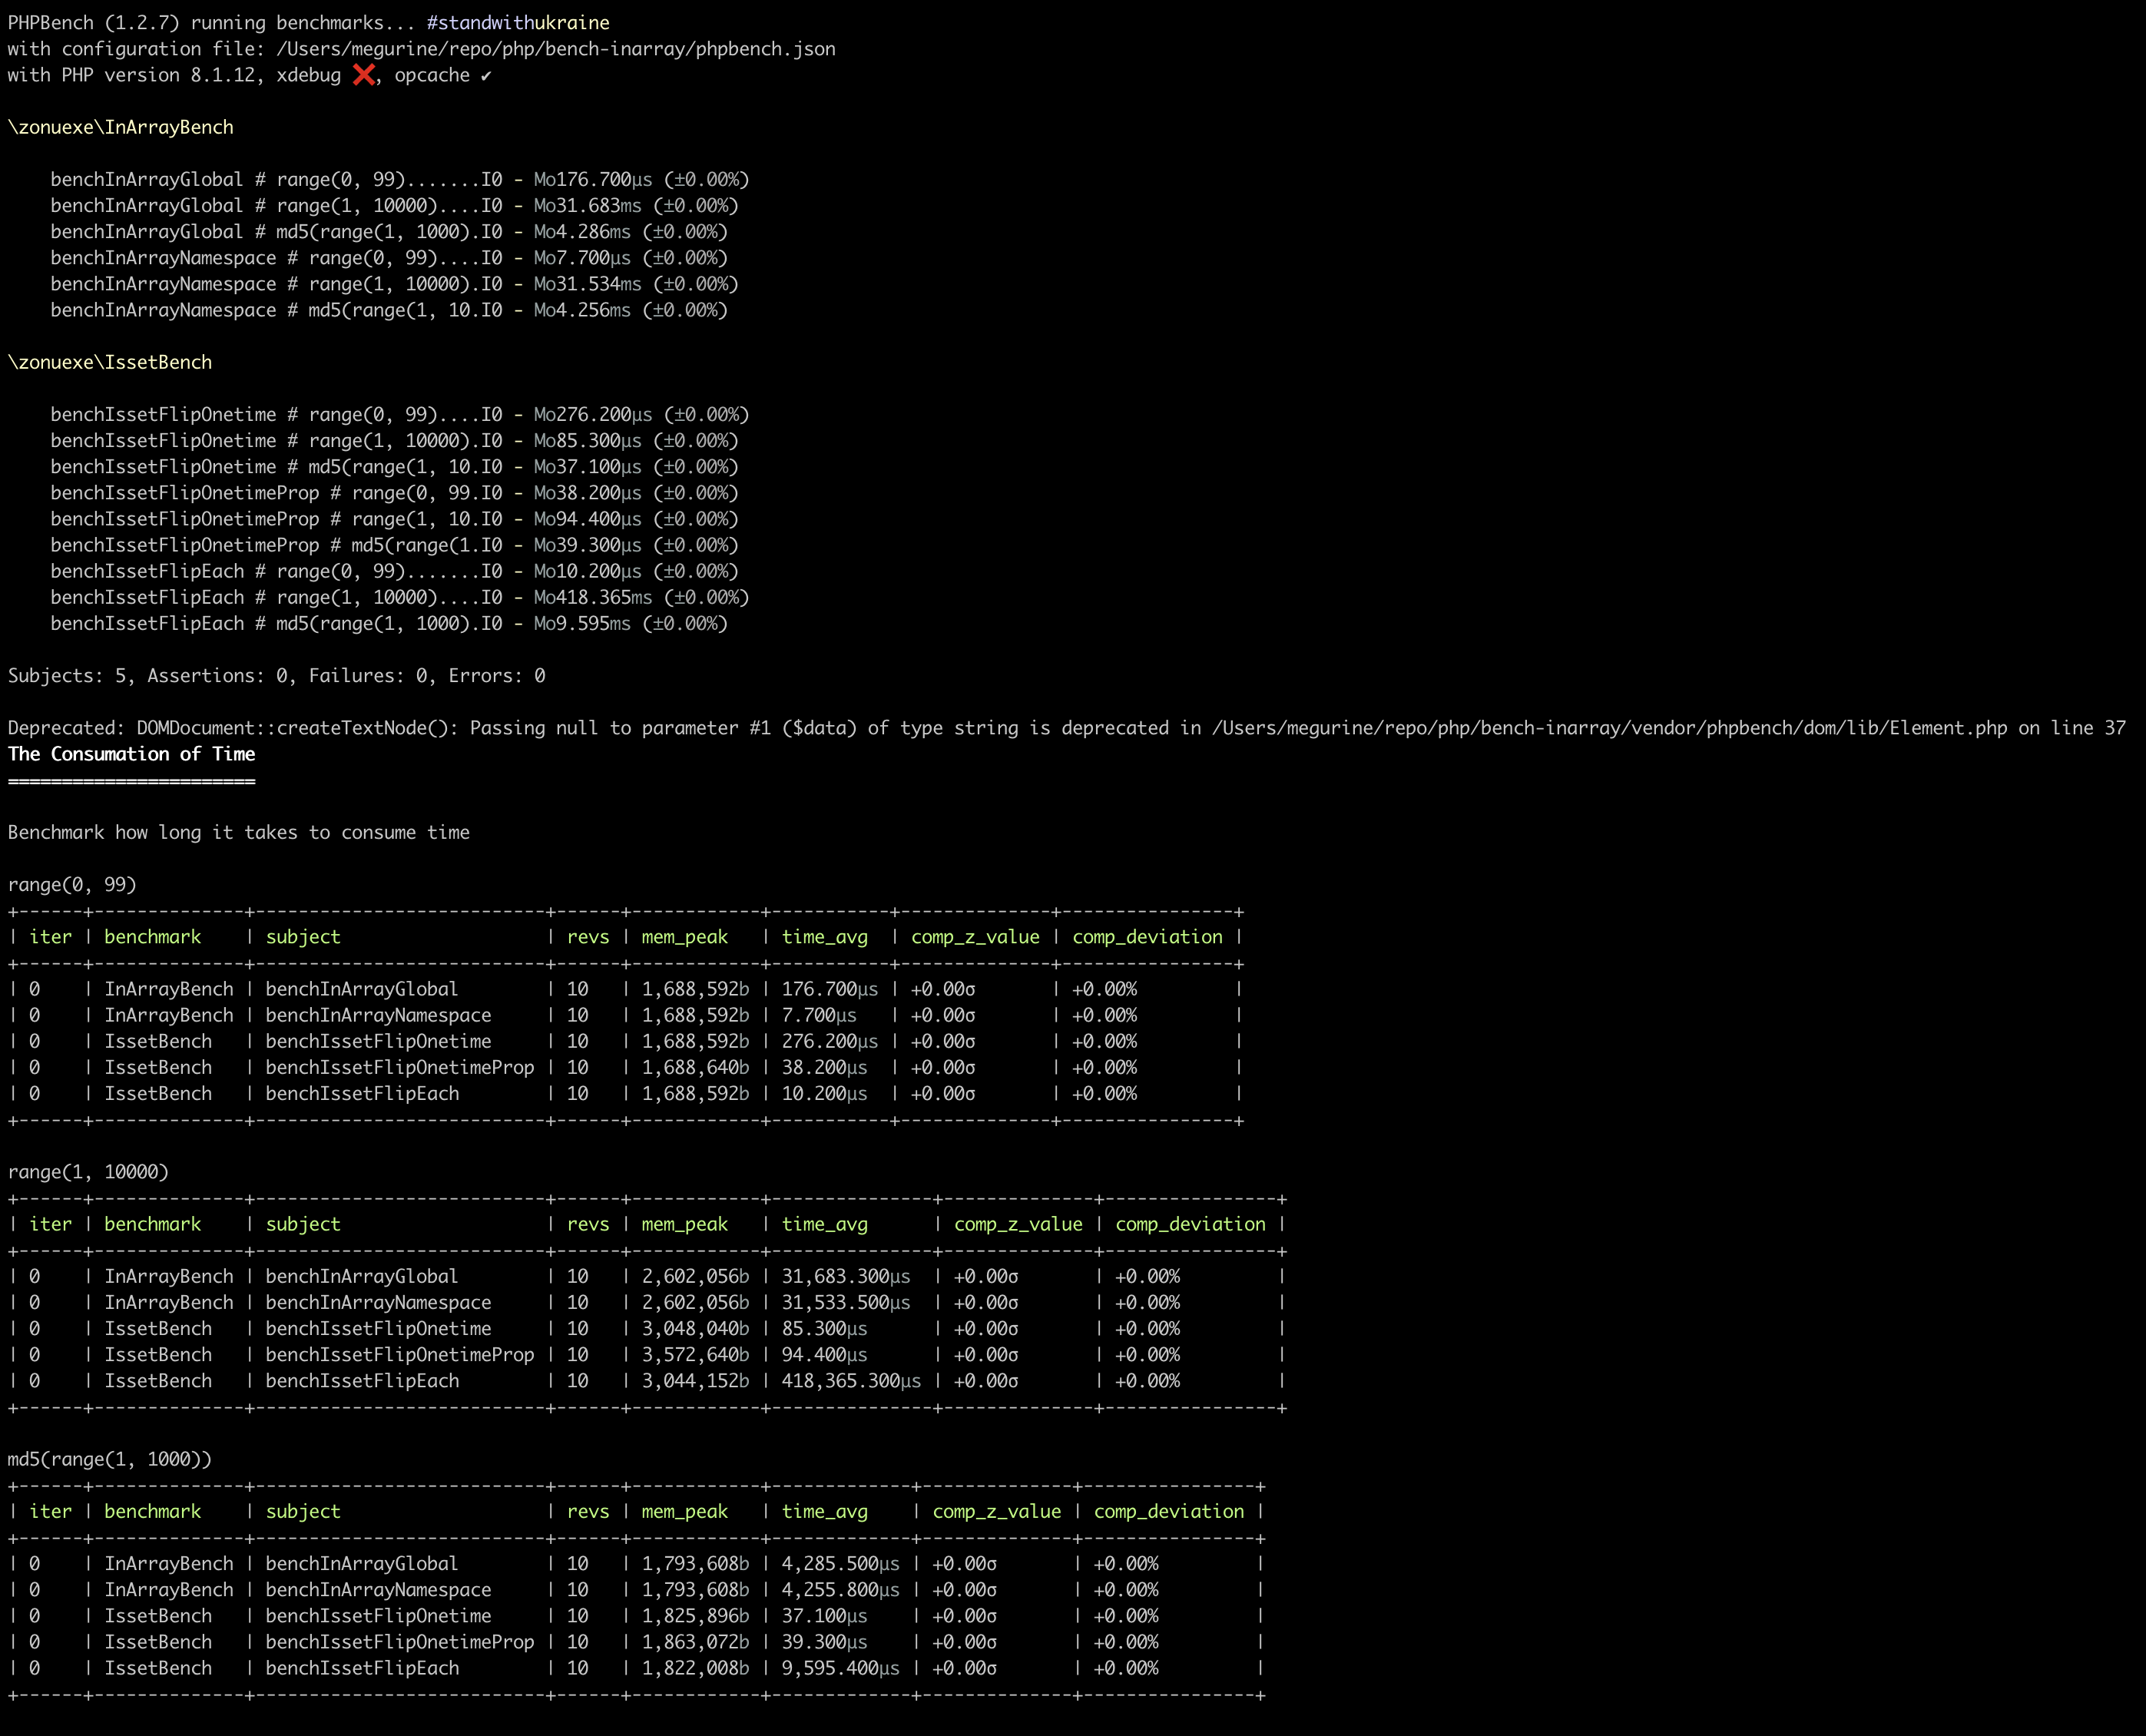 PHPBench (1.2.7) running benchmarks... #standwithukraine
with configuration file: /Users/megurine/repo/php/bench-inarray/phpbench.json
with PHP version 8.1.12, xdebug ❌, opcache ✔

\zonuexe\InArrayBench

    benchInArrayGlobal # range(0, 99).......I0 - Mo176.700μs (±0.00%)
    benchInArrayGlobal # range(1, 10000)....I0 - Mo31.683ms (±0.00%)
    benchInArrayGlobal # md5(range(1, 1000).I0 - Mo4.286ms (±0.00%)
    benchInArrayNamespace # range(0, 99)....I0 - Mo7.700μs (±0.00%)
    benchInArrayNamespace # range(1, 10000).I0 - Mo31.534ms (±0.00%)
    benchInArrayNamespace # md5(range(1, 10.I0 - Mo4.256ms (±0.00%)

\zonuexe\IssetBench

    benchIssetFlipOnetime # range(0, 99)....I0 - Mo276.200μs (±0.00%)
    benchIssetFlipOnetime # range(1, 10000).I0 - Mo85.300μs (±0.00%)
    benchIssetFlipOnetime # md5(range(1, 10.I0 - Mo37.100μs (±0.00%)
    benchIssetFlipOnetimeProp # range(0, 99.I0 - Mo38.200μs (±0.00%)
    benchIssetFlipOnetimeProp # range(1, 10.I0 - Mo94.400μs (±0.00%)
    benchIssetFlipOnetimeProp # md5(range(1.I0 - Mo39.300μs (±0.00%)
    benchIssetFlipEach # range(0, 99).......I0 - Mo10.200μs (±0.00%)
    benchIssetFlipEach # range(1, 10000)....I0 - Mo418.365ms (±0.00%)
    benchIssetFlipEach # md5(range(1, 1000).I0 - Mo9.595ms (±0.00%)

Subjects: 5, Assertions: 0, Failures: 0, Errors: 0

Deprecated: DOMDocument::createTextNode(): Passing null to parameter #1 ($data) of type string is deprecated in /Users/megurine/repo/php/bench-inarray/vendor/phpbench/dom/lib/Element.php on line 37
The Consumation of Time
=======================

Benchmark how long it takes to consume time

range(0, 99)
+------+--------------+---------------------------+------+------------+-----------+--------------+----------------+
| iter | benchmark    | subject                   | revs | mem_peak   | time_avg  | comp_z_value | comp_deviation |
+------+--------------+---------------------------+------+------------+-----------+--------------+----------------+
| 0    | InArrayBench | benchInArrayGlobal        | 10   | 1,688,592b | 176.700μs | +0.00σ       | +0.00%         |
| 0    | InArrayBench | benchInArrayNamespace     | 10   | 1,688,592b | 7.700μs   | +0.00σ       | +0.00%         |
| 0    | IssetBench   | benchIssetFlipOnetime     | 10   | 1,688,592b | 276.200μs | +0.00σ       | +0.00%         |
| 0    | IssetBench   | benchIssetFlipOnetimeProp | 10   | 1,688,640b | 38.200μs  | +0.00σ       | +0.00%         |
| 0    | IssetBench   | benchIssetFlipEach        | 10   | 1,688,592b | 10.200μs  | +0.00σ       | +0.00%         |
+------+--------------+---------------------------+------+------------+-----------+--------------+----------------+

range(1, 10000)
+------+--------------+---------------------------+------+------------+---------------+--------------+----------------+
| iter | benchmark    | subject                   | revs | mem_peak   | time_avg      | comp_z_value | comp_deviation |
+------+--------------+---------------------------+------+------------+---------------+--------------+----------------+
| 0    | InArrayBench | benchInArrayGlobal        | 10   | 2,602,056b | 31,683.300μs  | +0.00σ       | +0.00%         |
| 0    | InArrayBench | benchInArrayNamespace     | 10   | 2,602,056b | 31,533.500μs  | +0.00σ       | +0.00%         |
| 0    | IssetBench   | benchIssetFlipOnetime     | 10   | 3,048,040b | 85.300μs      | +0.00σ       | +0.00%         |
| 0    | IssetBench   | benchIssetFlipOnetimeProp | 10   | 3,572,640b | 94.400μs      | +0.00σ       | +0.00%         |
| 0    | IssetBench   | benchIssetFlipEach        | 10   | 3,044,152b | 418,365.300μs | +0.00σ       | +0.00%         |
+------+--------------+---------------------------+------+------------+---------------+--------------+----------------+

md5(range(1, 1000))
+------+--------------+---------------------------+------+------------+-------------+--------------+----------------+
| iter | benchmark    | subject                   | revs | mem_peak   | time_avg    | comp_z_value | comp_deviation |
+------+--------------+---------------------------+------+------------+-------------+--------------+----------------+
| 0    | InArrayBench | benchInArrayGlobal        | 10   | 1,793,608b | 4,285.500μs | +0.00σ       | +0.00%         |
| 0    | InArrayBench | benchInArrayNamespace     | 10   | 1,793,608b | 4,255.800μs | +0.00σ       | +0.00%         |
| 0    | IssetBench   | benchIssetFlipOnetime     | 10   | 1,825,896b | 37.100μs    | +0.00σ       | +0.00%         |
| 0    | IssetBench   | benchIssetFlipOnetimeProp | 10   | 1,863,072b | 39.300μs    | +0.00σ       | +0.00%         |
| 0    | IssetBench   | benchIssetFlipEach        | 10   | 1,822,008b | 9,595.400μs | +0.00σ       | +0.00%         |
+------+--------------+---------------------------+------+------------+-------------+--------------+----------------+